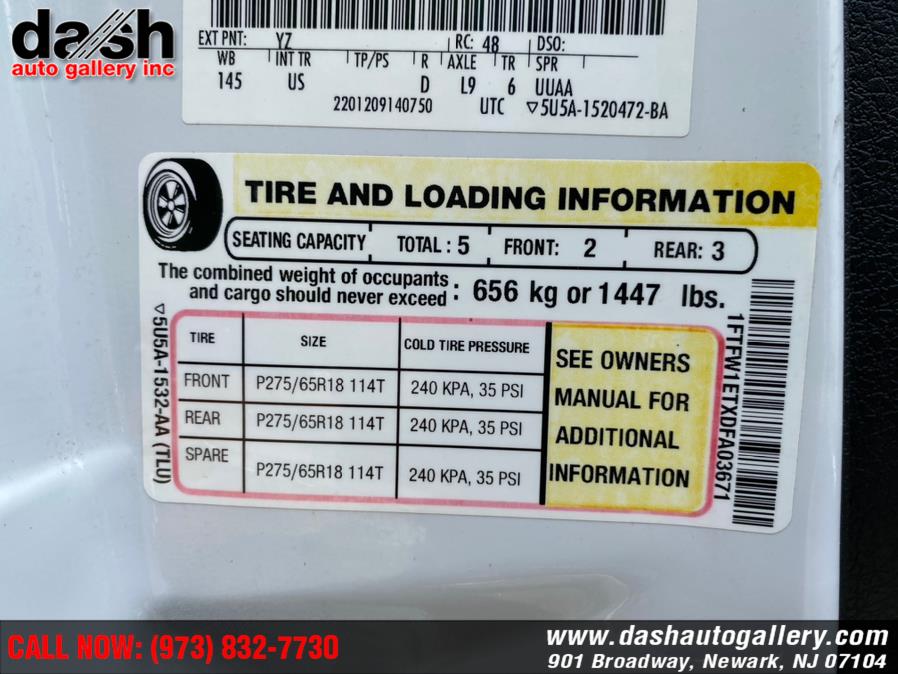 dash
auto gallery inc
EXT PNT: YZ RC: 48 DSO:
WB INT TR TP/PS R AXLE TR SPR
145 US D L9 6 UUAA
2201209140750 UTC ▽5U5A-1520472-BA
TIRE AND LOADING INFORMATION
SEATING CAPACITY TOTAL : 5 FRONT: 2 REAR: 3
The combined weight of occupants
and cargo should never exceed : 656 kg or 1447 lbs.
TIRE SIZE COLD TIRE PRESSURE
FRONT P275/65R18 114T 240 KPA, 35 PSI
REAR P275/65R18 114T 240 KPA, 35 PSI
SPARE P275/65R18 114T 240 KPA, 35 PSI
SEE OWNERS
MANUAL FOR
ADDITIONAL
INFORMATION
▽5U5A-1532-AA (TLU)
1FTFW1ETXDFA03671
CALL NOW: (973) 832-7730
www.dashautogallery.com
901 Broadway, Newark, NJ 07104